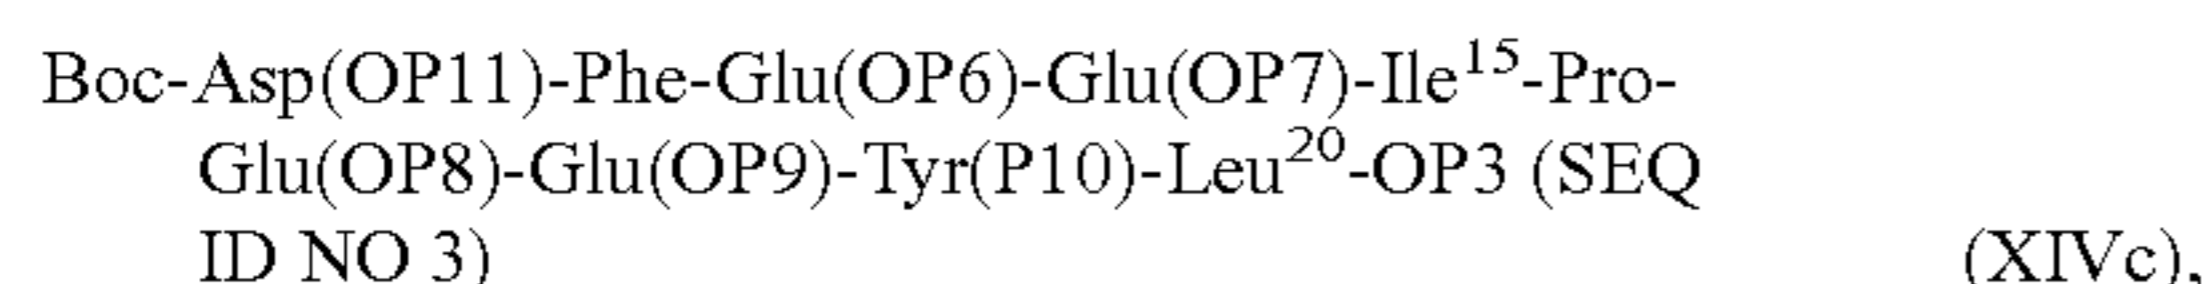 Boc-Asp(OP11)-Phe-Glu(OP6)-Glu(OP7)-Ile¹⁵-Pro-
Glu(OP8)-Glu(OP9)-Tyr(P10)-Leu²⁰-OP3 (SEQ
ID NO 3) (XIVc),